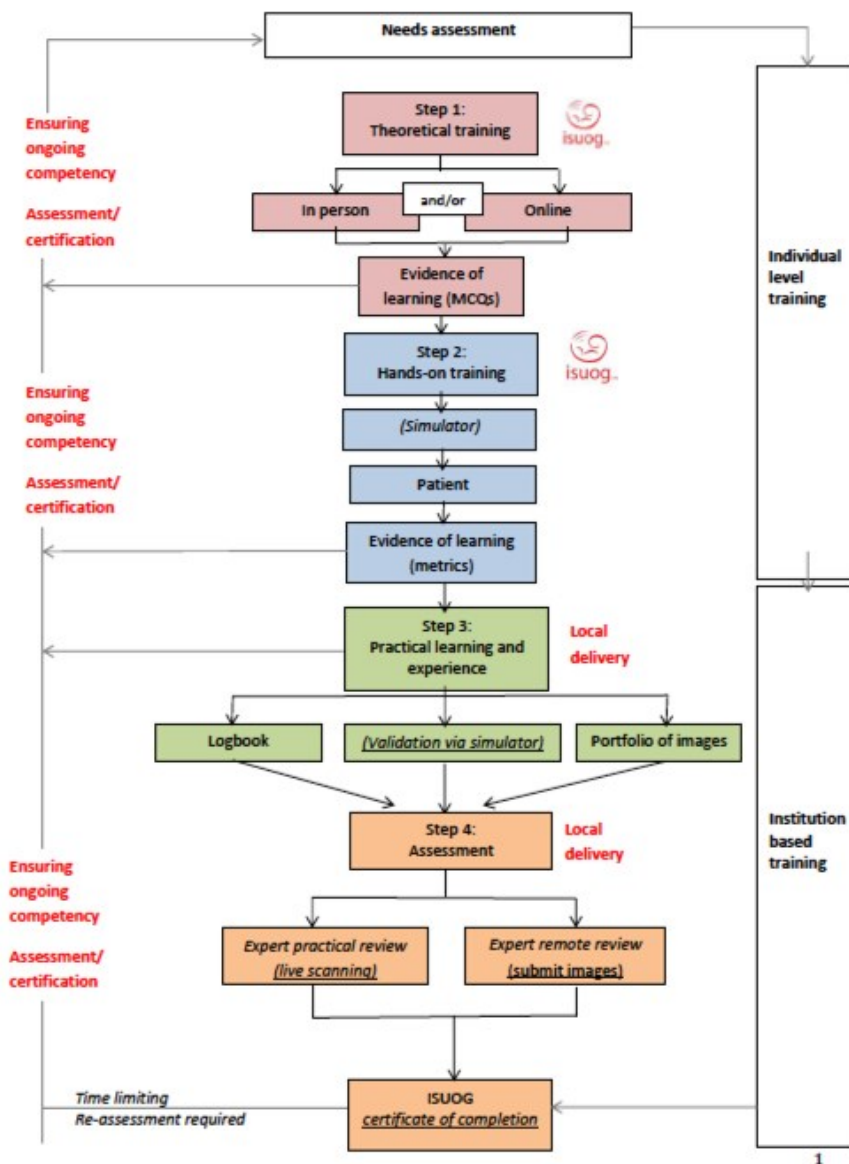 Needs assessment
Step 1:
Theoretical training
isuog
Ensuring
ongoing
competency
Assessment/
certification
In person
and/or
Online
Evidence of
learning (MCQs)
Individual
level
training
Step 2:
Hands-on training
isuog
(Simulator)
Ensuring
ongoing
competency
Assessment/
certification
Patient
Evidence of learning
(metrics)
Step 3:
Practical learning and
experience
Local
delivery
Logbook
(Validation via simulator)
Portfolio of images
Step 4:
Assessment
Local
delivery
Institution
based
training
Ensuring
ongoing
competency
Assessment/
certification
Expert practical review
(live scanning)
Expert remote review
(submit images)
Time limiting
Re-assessment required
ISUOG
certificate of completion
1